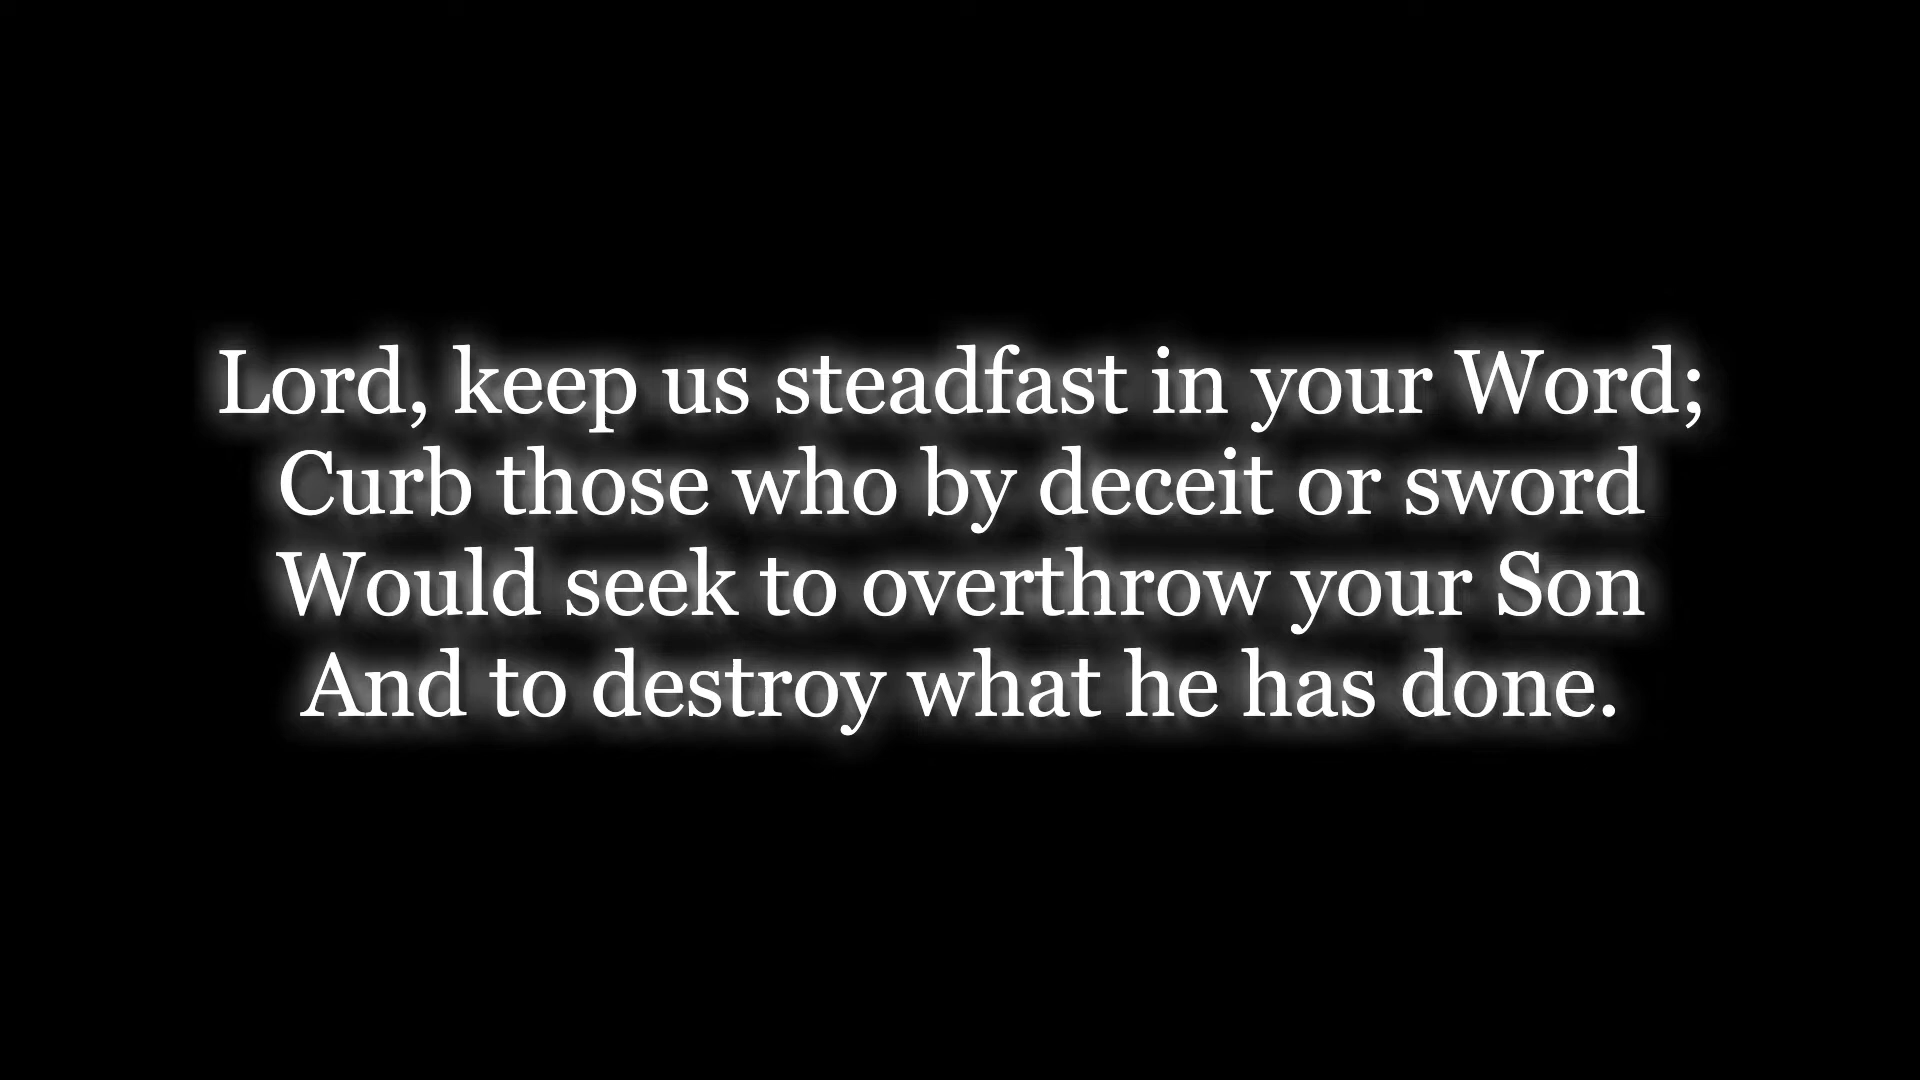 Lord, keep us steadfast in your Word;
Curb those who by deceit or sword
Would seek to overthrow your Son
And to destroy what he has done.